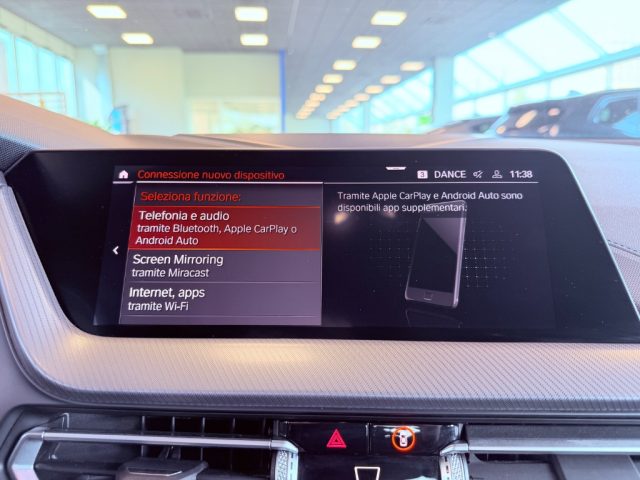 Connessione nuovo dispositivo
3 DANCE 11:38
Seleziona funzione:
Telefonia e audio
tramite Bluetooth, Apple CarPlay o
Android Auto
Screen Mirroring
tramite Miracast
Internet, apps
tramite Wi-Fi
Tramite Apple CarPlay e Android Auto sono
disponibili app supplementari.